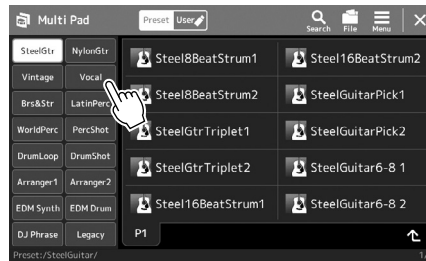 Multi Pad
Preset User
Search File Menu
SteelGtr NylonGtr
Vintage Vocal
Brs&Str LatinPerc
WorldPerc PercShot
DrumLoop DrumShot
Arranger1 Arranger2
EDM Synth EDM Drum
DJ Phrase Legacy
Steel8BeatStrum1 Steel16BeatStrum2
Steel8BeatStrum2 SteelGuitarPick1
SteelGtrTriplet1 SteelGuitarPick2
SteelGtrTriplet2 SteelGuitar6-8 1
Steel16BeatStrum1 SteelGuitar6-8 2
P1
Preset:/SteelGuitar/